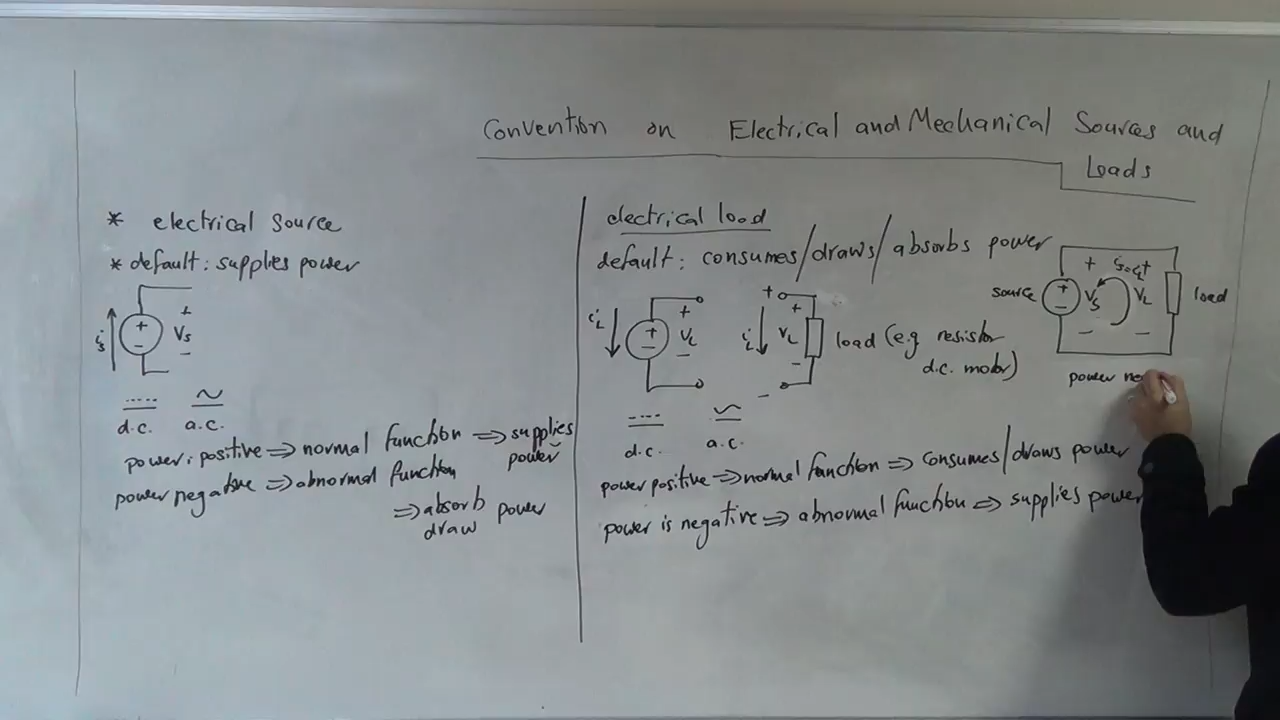 Convention on Electrical and Mechanical Sources and
Loads
* electrical source
* default: supplies power
+
+
-
Vs
-
is
d.c. a.c.
power: positive ⇒ normal function ⇒ supplies
power
power negative ⇒ abnormal function
⇒ absorb power
draw
electrical load
default: consumes/draws/absorbs power
iL
+
-
+
VL
-
+
iL
+
VL
-
-
load (e.g resistor
d.c. motor)
d.c. a.c.
source
+
-
+
+
Vs
VL
-
-
load
power
power positive ⇒ normal function ⇒ consumes/draws power
power is negative ⇒ abnormal function ⇒ supplies power